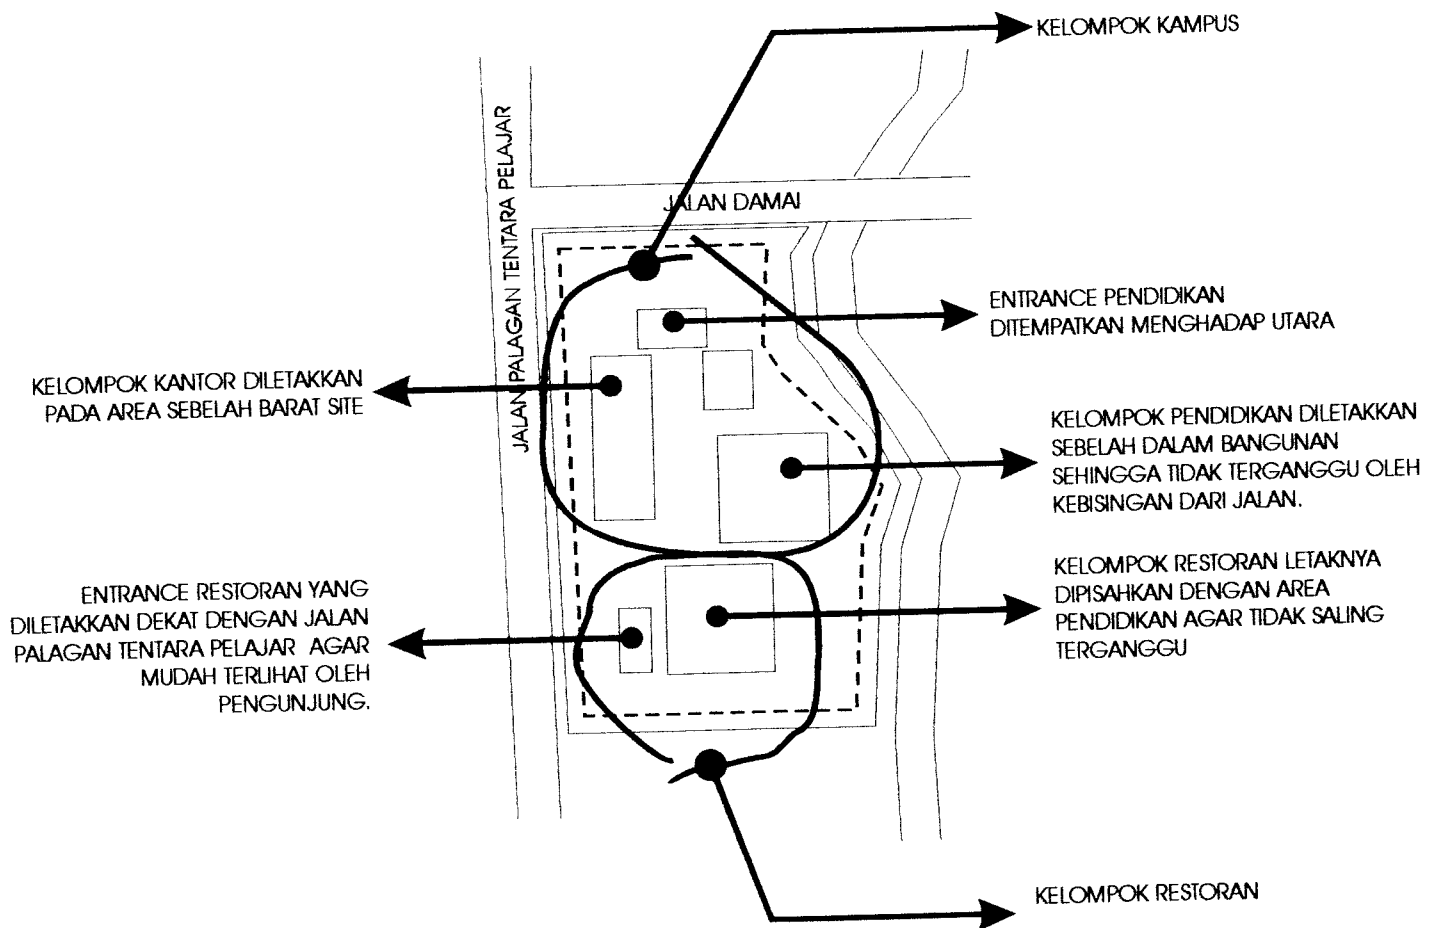 KELOMPOK KAMPUS
JALAN PALAGAN TENTARA PELAJAR
JALAN DAMAI
ENTRANCE PENDIDIKAN
DITEMPATKAN MENGHADAP UTARA
KELOMPOK KANTOR DILETAKKAN
PADA AREA SEBELAH BARAT SITE
KELOMPOK PENDIDIKAN DILETAKKAN
SEBELAH DALAM BANGUNAN
SEHINGGA TIDAK TERGANGGU OLEH
KEBISINGAN DARI JALAN.
KELOMPOK RESTORAN LETAKNYA
DIPISAHKAN DENGAN AREA
PENDIDIKAN AGAR TIDAK SALING
TERGANGGU
ENTRANCE RESTORAN YANG
DILETAKKAN DEKAT DENGAN JALAN
PALAGAN TENTARA PELAJAR AGAR
MUDAH TERLIHAT OLEH
PENGUNJUNG.
KELOMPOK RESTORAN